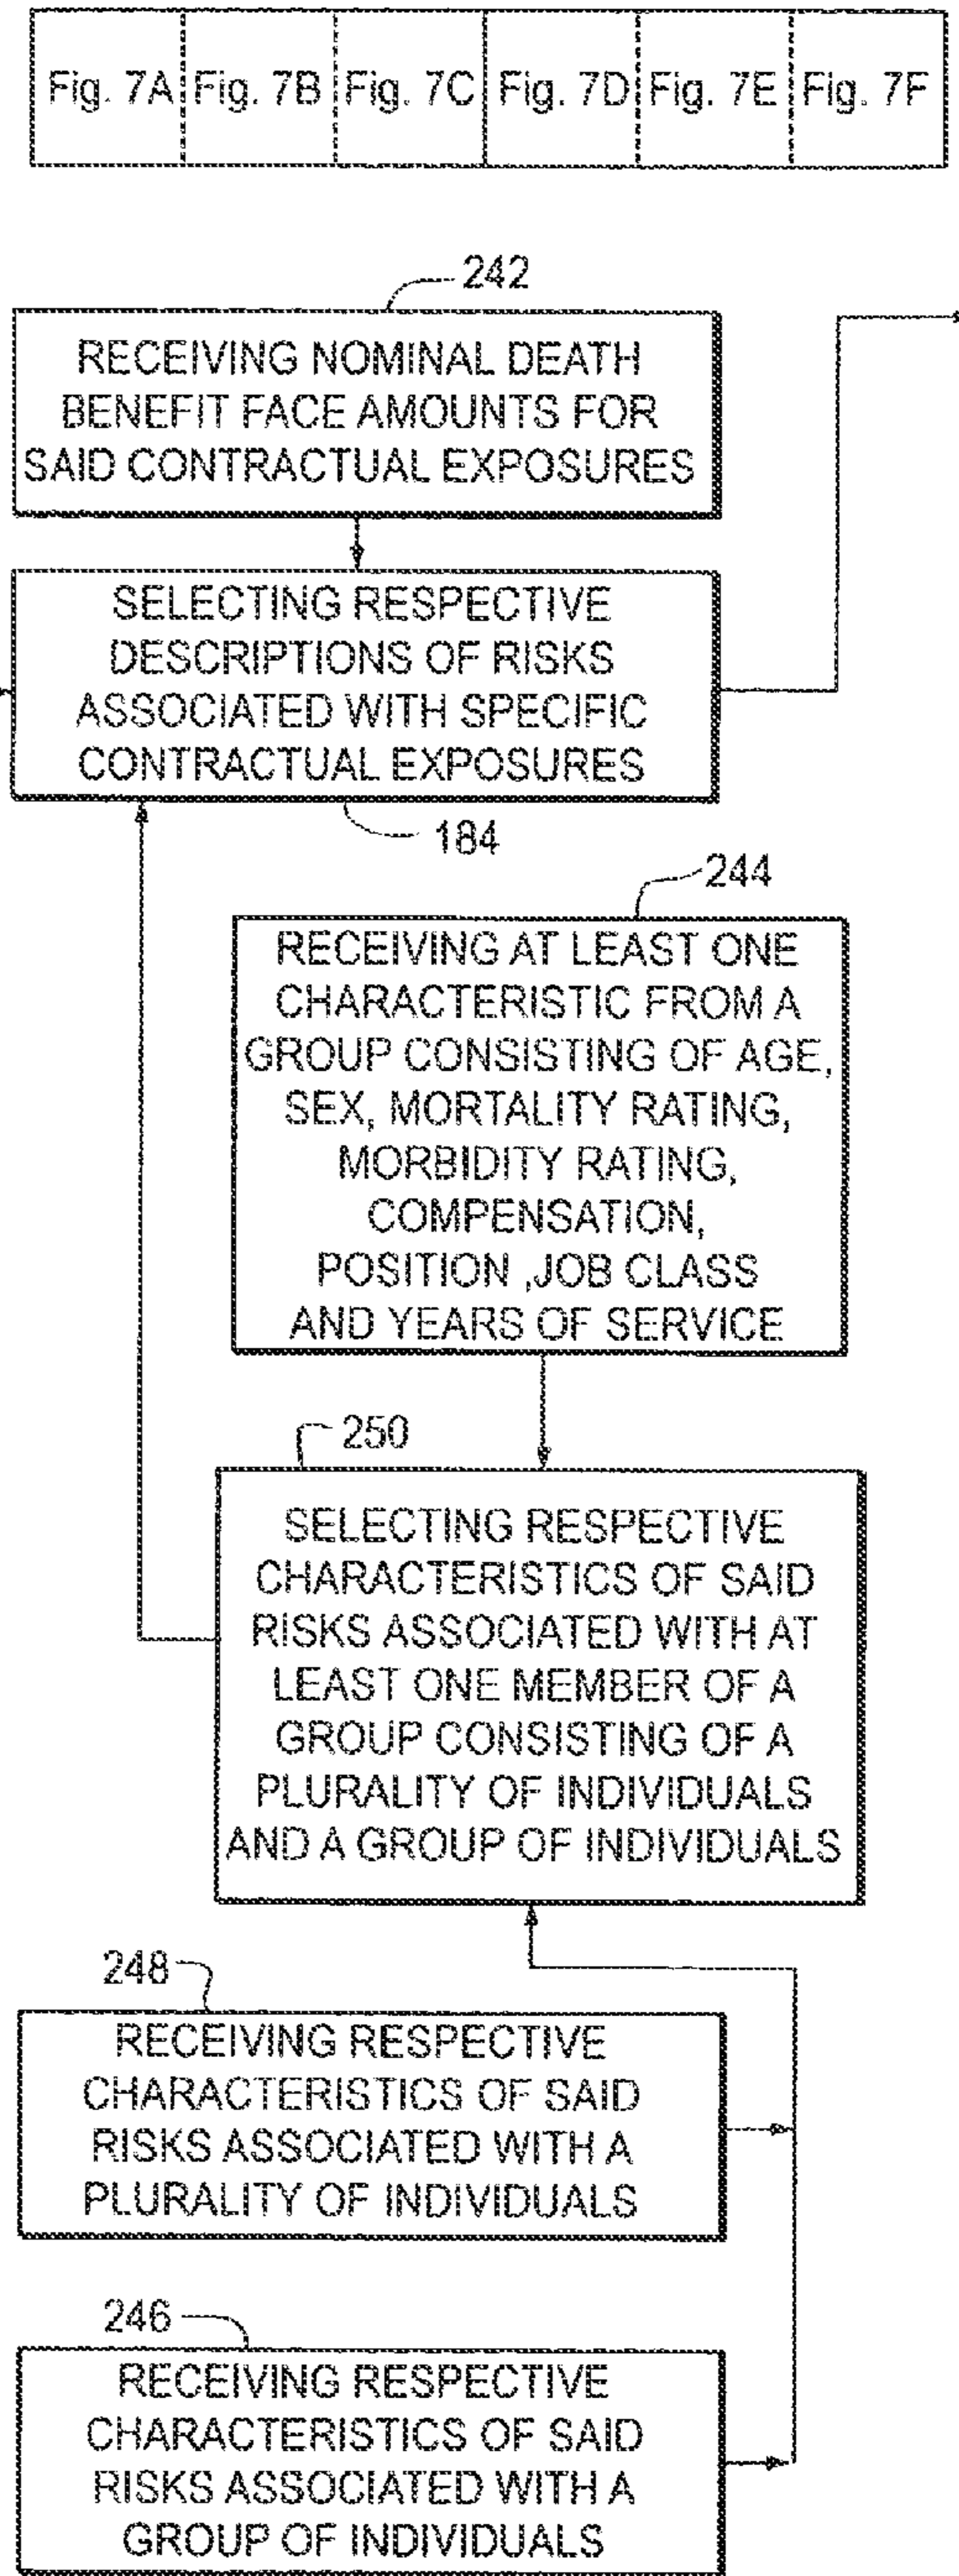 Fig. 7A Fig. 7B Fig. 7C Fig. 7D Fig. 7E Fig. 7F
242
RECEIVING NOMINAL DEATH
BENEFIT FACE AMOUNTS FOR
SAID CONTRACTUAL EXPOSURES
SELECTING RESPECTIVE
DESCRIPTIONS OF RISKS
ASSOCIATED WITH SPECIFIC
CONTRACTUAL EXPOSURES
184
244
RECEIVING AT LEAST ONE
CHARACTERISTIC FROM A
GROUP CONSISTING OF AGE,
SEX, MORTALITY RATING,
MORBIDITY RATING,
COMPENSATION,
POSITION ,JOB CLASS
AND YEARS OF SERVICE
250
SELECTING RESPECTIVE
CHARACTERISTICS OF SAID
RISKS ASSOCIATED WITH AT
LEAST ONE MEMBER OF A
GROUP CONSISTING OF A
PLURALITY OF INDIVIDUALS
AND A GROUP OF INDIVIDUALS
248
RECEIVING RESPECTIVE
CHARACTERISTICS OF SAID
RISKS ASSOCIATED WITH A
PLURALITY OF INDIVIDUALS
246
RECEIVING RESPECTIVE
CHARACTERISTICS OF SAID
RISKS ASSOCIATED WITH A
GROUP OF INDIVIDUALS